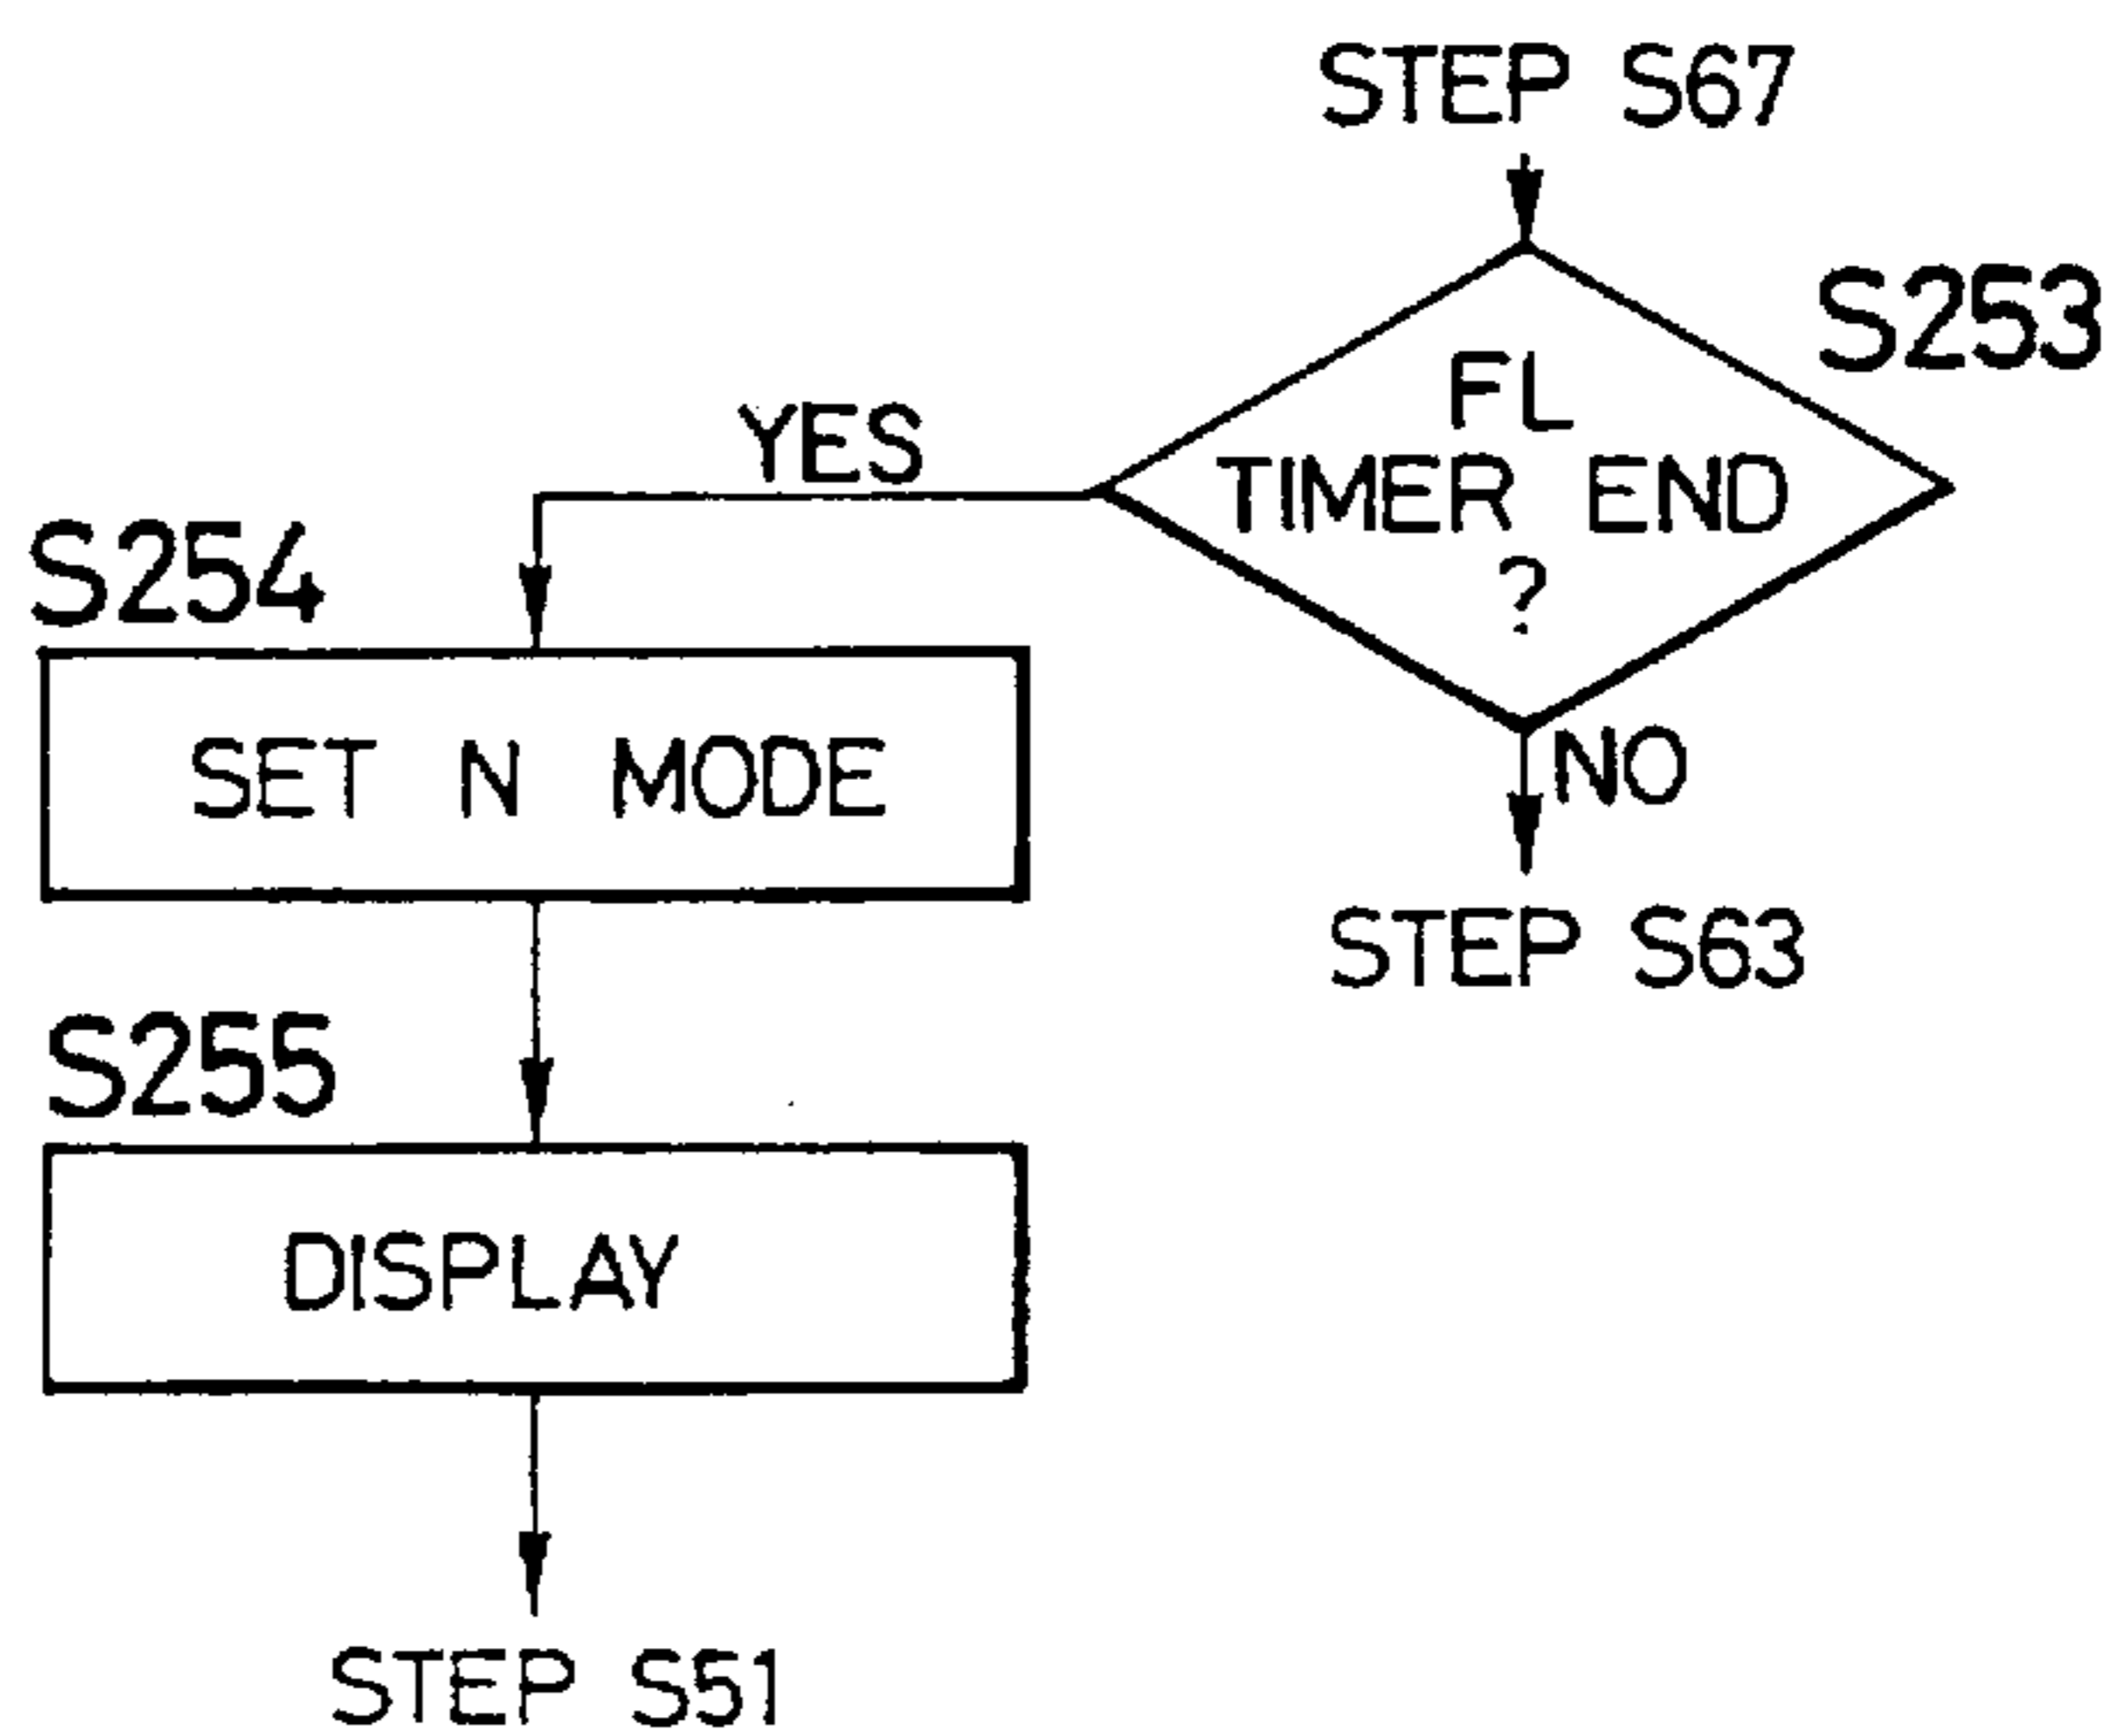 STEP S67
S253
FL
TIMER END
?
YES
NO
STEP S63
S254
SET N MODE
S255
DISPLAY
STEP S51